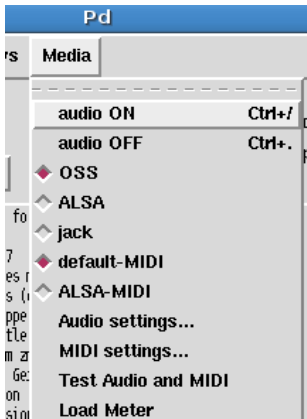 Pd
Media
audio ON Ctrl+/
audio OFF Ctrl+.
OSS
ALSA
jack
default-MIDI
ALSA-MIDI
Audio settings...
MIDI settings...
Test Audio and MIDI
Load Meter